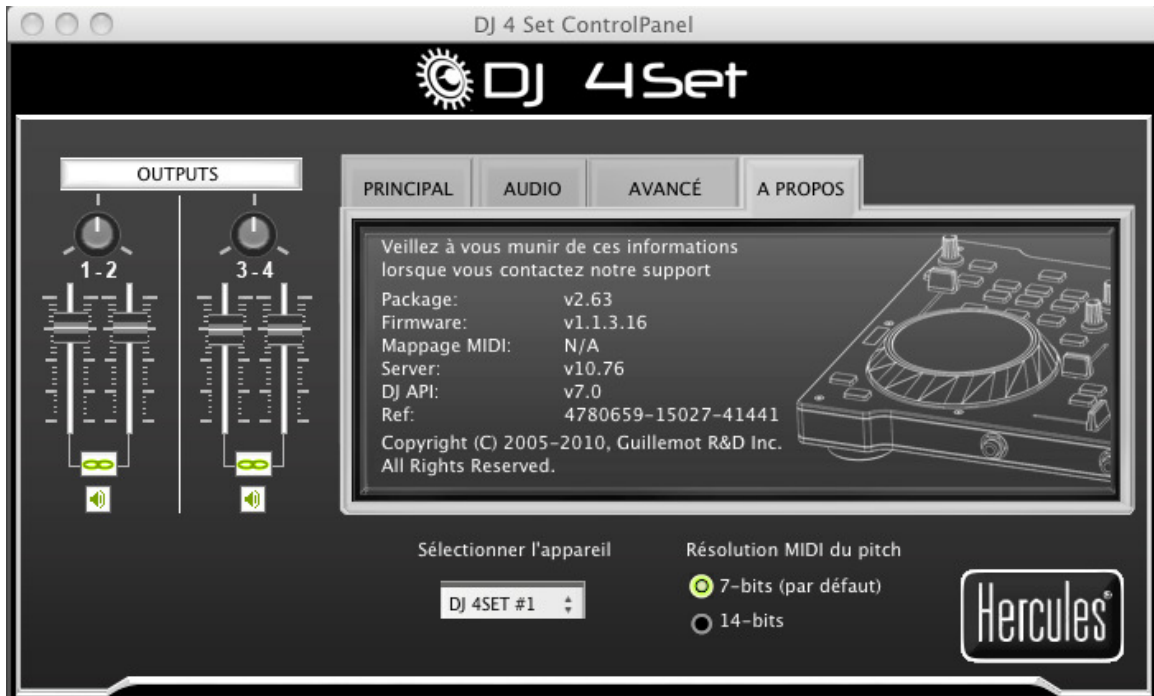 DJ 4 Set ControlPanel
DJ 4Set
OUTPUTS
1-2
3-4
PRINCIPAL
AUDIO
AVANCÉ
A PROPOS
Veillez à vous munir de ces informations
lorsque vous contactez notre support
Package: v2.63
Firmware: v1.1.3.16
Mappage MIDI: N/A
Server: v10.76
DJ API: v7.0
Ref: 4780659-15027-41441
Copyright (C) 2005-2010, Guillemot R&D Inc.
All Rights Reserved.
Sélectionner l'appareil
DJ 4SET #1
Résolution MIDI du pitch
7-bits (par défaut)
14-bits
Hercules®